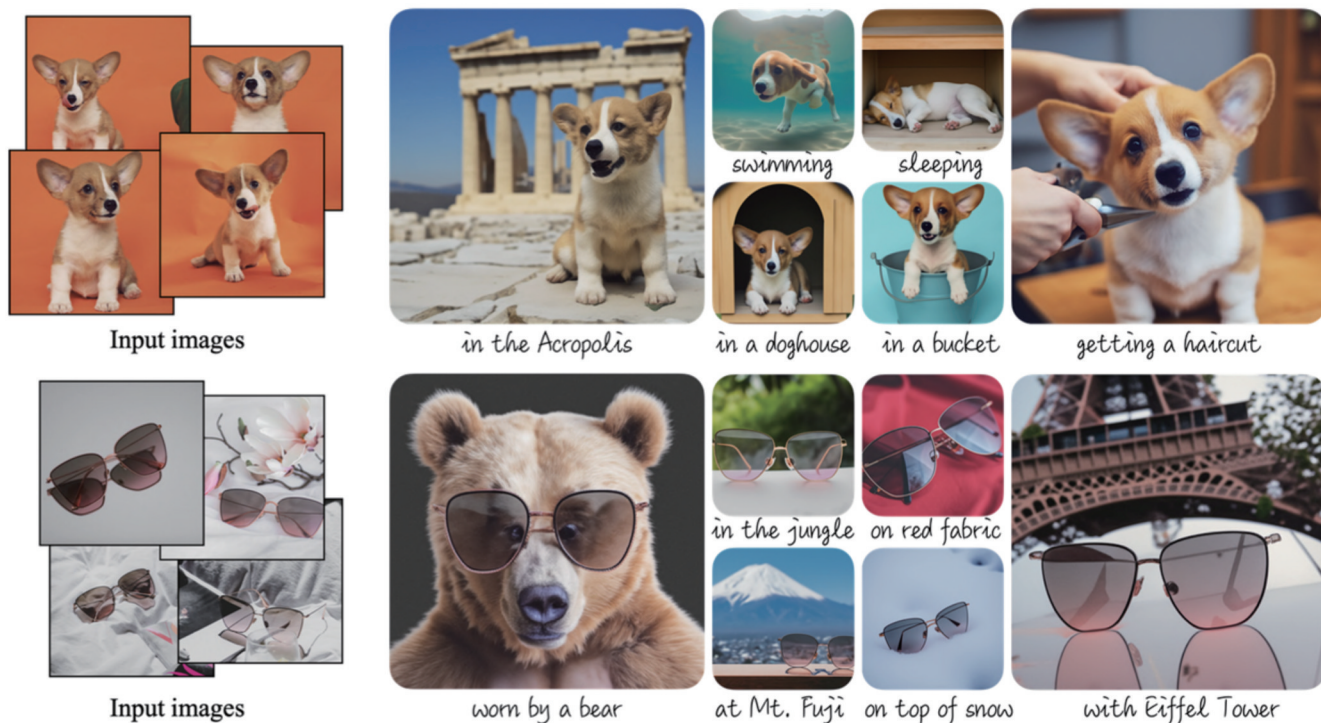 swimming
sleeping
Input images
in the Acropolis
in a doghouse
in a bucket
getting a haircut
in the jungle
on red fabric
Input images
worn by a bear
at Mt. Fuji
on top of snow
with Eiffel Tower